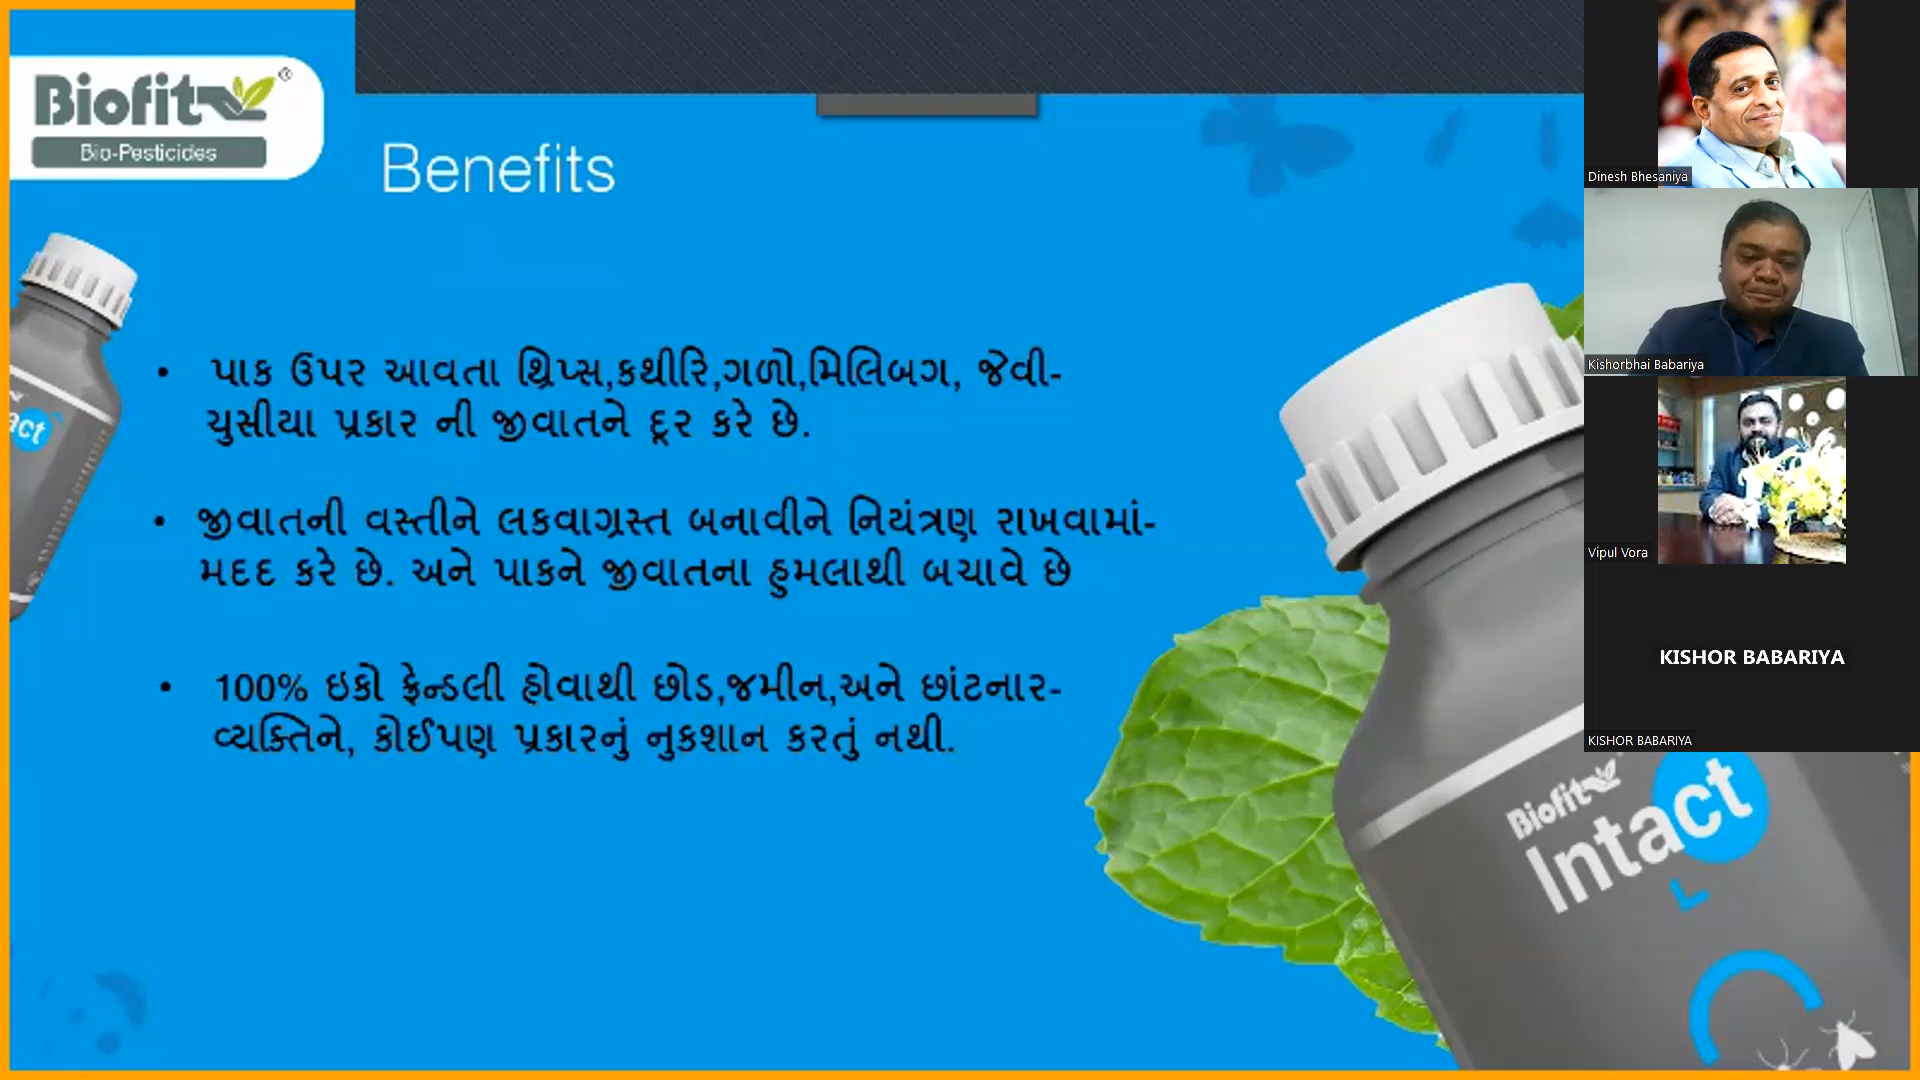 Biofit®
Bio-Pesticides
Benefits
act
• પાક ઉપર આવતા થ્રિપ્સ,કથીરિ,ગળો,મિલિબગ, જેવી-
ચુસીયા પ્રકાર ની જીવાતને દૂર કરે છે.
• જીવાતની વસ્તીને લકવાગ્રસ્ત બનાવીને નિયંત્રણ રાખવામાં-
મદદ કરે છે. અને પાકને જીવાતના હુમલાથી બચાવે છે
• 100% ઇકો ફ્રેન્ડલી હોવાથી છોડ,જમીન,અને છાંટનાર-
વ્યક્તિને, કોઈપણ પ્રકારનું નુકશાન કરતું નથી.
Biofit
Intact
Dinesh Bhesaniya
Kishorbhai Babariya
Vipul Vora
KISHOR BABARIYA
KISHOR BABARIYA